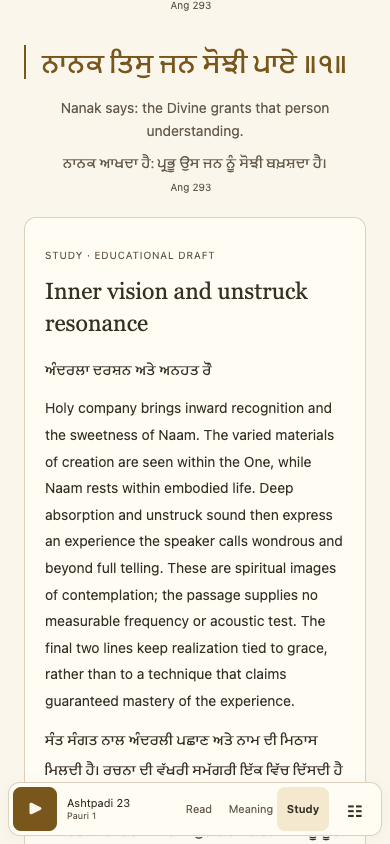 Ang 293
ਨਾਨਕ ਤਿਸੁ ਜਨ ਸੋਝੀ ਪਾਏ ॥੧॥
Nanak says: the Divine grants that person
understanding.
ਨਾਨਕ ਆਖਦਾ ਹੈ: ਪ੍ਰਭੂ ਉਸ ਜਨ ਨੂੰ ਸੋਝੀ ਬਖ਼ਸ਼ਦਾ ਹੈ।
Ang 293
STUDY · EDUCATIONAL DRAFT
Inner vision and unstruck
resonance
ਅੰਦਰਲਾ ਦਰਸ਼ਨ ਅਤੇ ਅਨਹਤ ਰੌ
Holy company brings inward recognition and
the sweetness of Naam. The varied materials
of creation are seen within the One, while
Naam rests within embodied life. Deep
absorption and unstruck sound then express
an experience the speaker calls wondrous and
beyond full telling. These are spiritual images
of contemplation; the passage supplies no
measurable frequency or acoustic test. The
final two lines keep realization tied to grace,
rather than to a technique that claims
guaranteed mastery of the experience.
ਸੰਤ ਸੰਗਤ ਨਾਲ ਅੰਦਰਲੀ ਪਛਾਣ ਅਤੇ ਨਾਮ ਦੀ ਮਿਠਾਸ
ਮਿਲਦੀ ਹੈ। ਰਚਨਾ ਦੀ ਵੱਖਰੀ ਸਮੱਗਰੀ ਇੱਕ ਵਿੱਚ ਦਿੱਸਦੀ ਹੈ
Ashtpadi 23
Pauri 1
Read
Meaning
Study